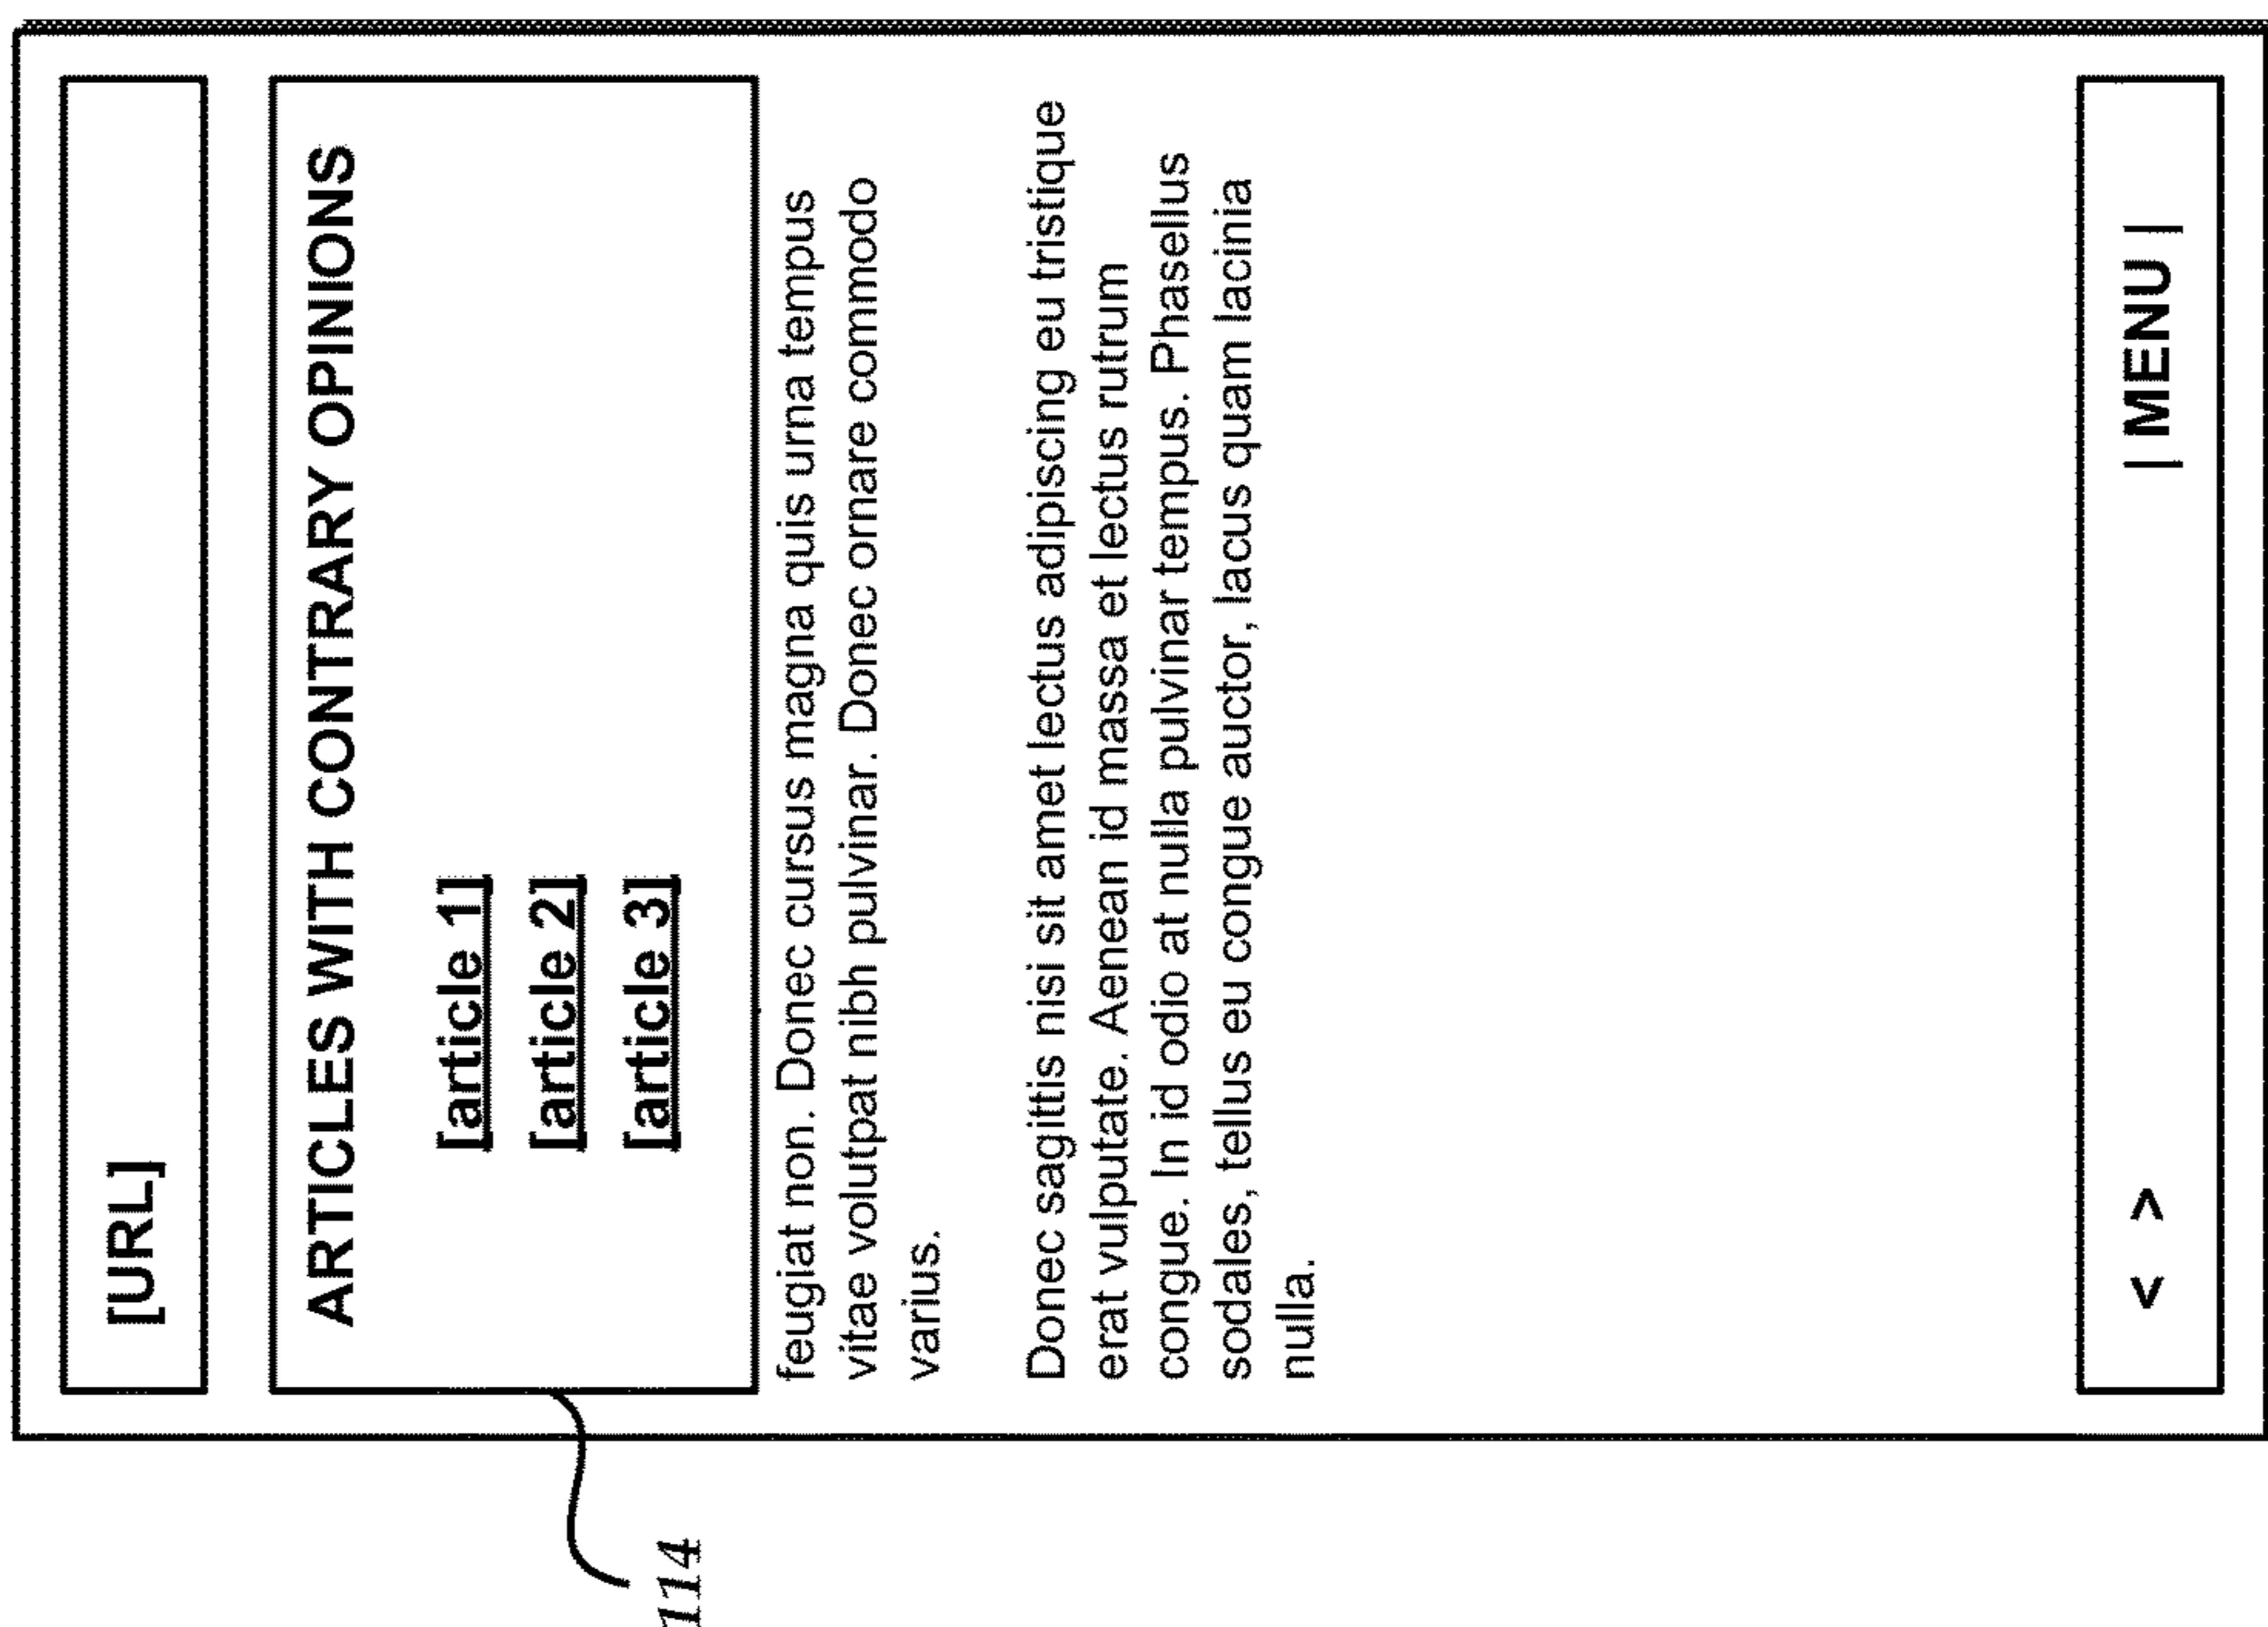 [URL]
ARTICLES WITH CONTRARY OPINIONS
[article 1]
[article 2]
[article 3]
feugiat non. Donec cursus magna quis urna tempus
vitae volutpat nibh pulvinar. Donec ornare commodo
varius.
Donec sagittis nisi sit amet lectus adipiscing eu tristique
erat vulputate. Aenean id massa et lectus rutrum
congue. In id odio at nulla pulvinar tempus. Phasellus
sodales, tellus eu congue auctor, lacus quam lacinia
nulla.
< > | MENU |
114